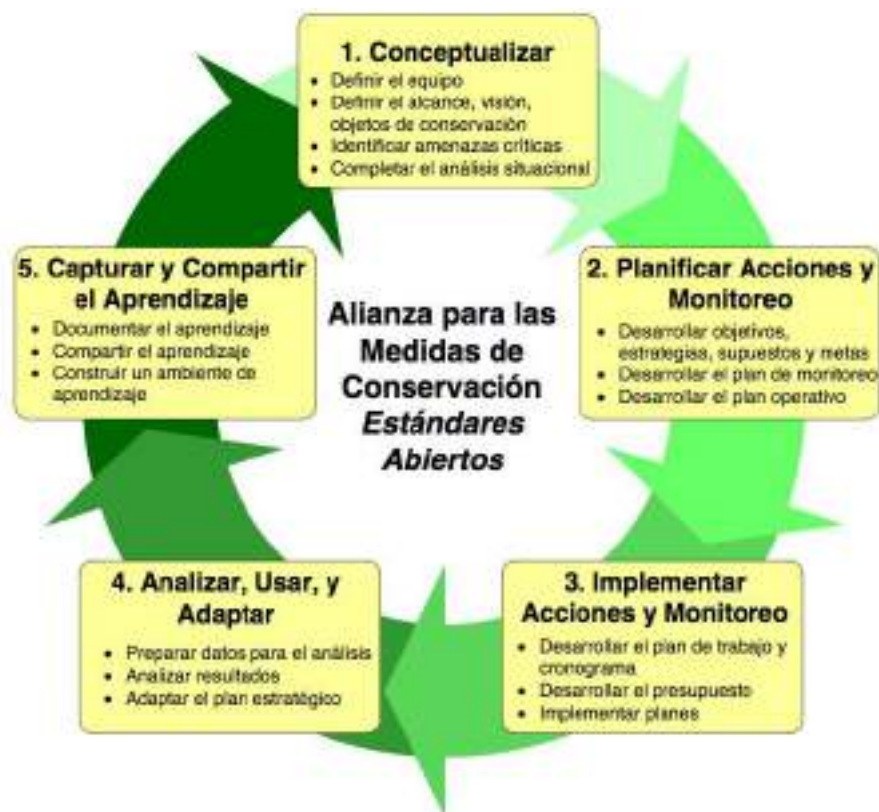 1. Conceptualizar
• Definir el equipo
• Definir el alcance, visión,
objetos de conservación
• Identificar amenazas críticas
• Completar el análisis situacional
2. Planificar Acciones y
Monitoreo
• Desarrollar objetivos,
estrategias, supuestos y metas
• Desarrollar el plan de monitoreo
• Desarrollar el plan operativo
3. Implementar
Acciones y Monitoreo
• Desarrollar el plan de trabajo y
cronograma
• Desarrollar el presupuesto
• Implementar planes
4. Analizar, Usar, y
Adaptar
• Preparar datos para el análisis
• Analizar resultados
• Adaptar el plan estratégico
5. Capturar y Compartir
el Aprendizaje
• Documentar el aprendizaje
• Compartir el aprendizaje
• Construir un ambiente de
aprendizaje
Alianza para las
Medidas de
Conservación
Estándares
Abiertos